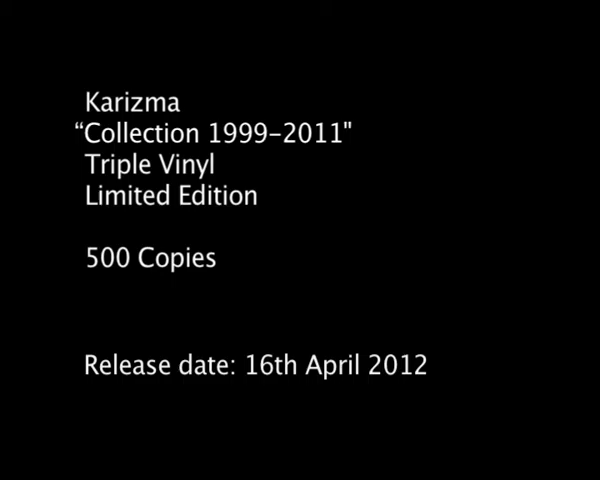 Karizma
“Collection 1999-2011"
Triple Vinyl
Limited Edition
500 Copies
Release date: 16th April 2012